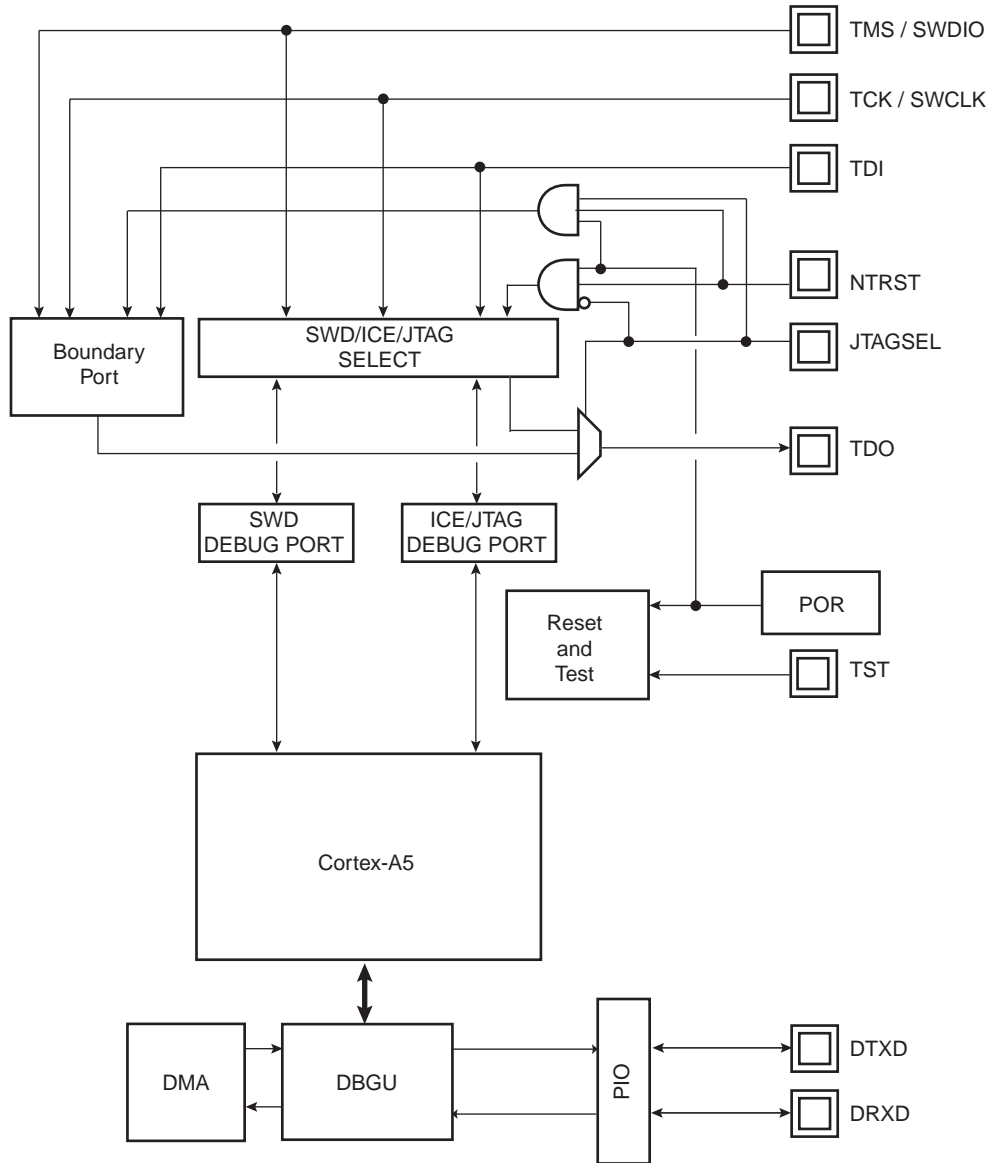 TMS / SWDIO
TCK / SWCLK
TDI
NTRST
SWD/ICE/JTAG
SELECT
Boundary
Port
JTAGSEL
TDO
SWD
DEBUG PORT
ICE/JTAG
DEBUG PORT
POR
Reset
and
Test
TST
Cortex-A5
DMA
DBGU
PIO
DTXD
DRXD